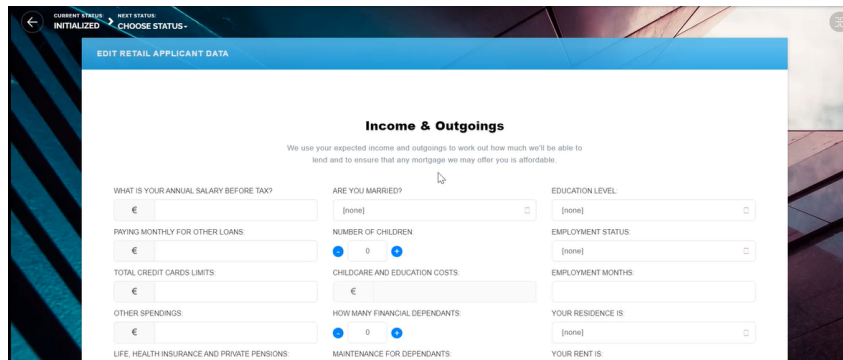 CURRENT STATUS: NEXT STATUS:
INITIALIZED CHOOSE STATUS
EDIT RETAIL APPLICANT DATA
Income & Outgoings
We use your expected income and outgoings to work out how much we'll be able to
lend and to ensure that any mortgage we may offer you is affordable.
WHAT IS YOUR ANNUAL SALARY BEFORE TAX? ARE YOU MARRIED? EDUCATION LEVEL:
€ [none] [none]
PAYING MONTHLY FOR OTHER LOANS: NUMBER OF CHILDREN: EMPLOYMENT STATUS:
€ - 0 + [none]
TOTAL CREDIT CARDS LIMITS: CHILDCARE AND EDUCATION COSTS: EMPLOYMENT MONTHS:
€ €
OTHER SPENDINGS: HOW MANY FINANCIAL DEPENDANTS: YOUR RESIDENCE IS:
€ - 0 + [none]
LIFE, HEALTH INSURANCE AND PRIVATE PENSIONS: MAINTENANCE FOR DEPENDANTS: YOUR RENT IS: